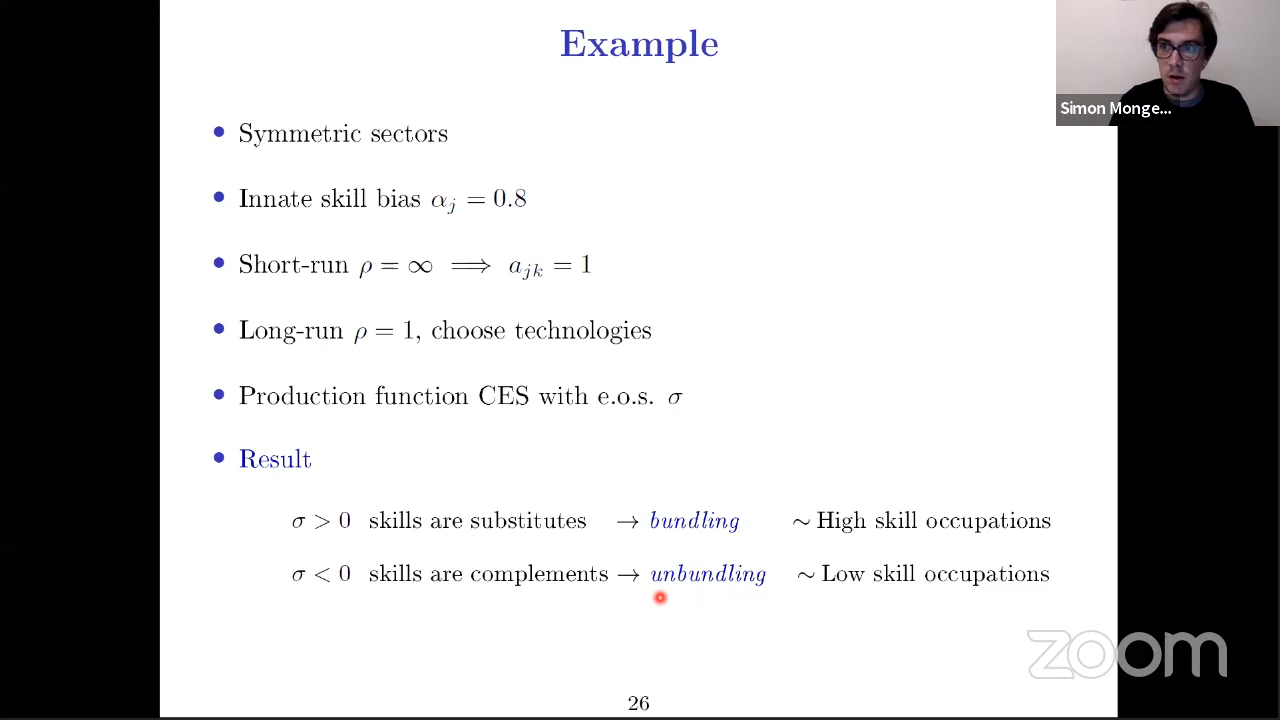 Example
Simon Monge...
• Symmetric sectors
• Innate skill bias αⱼ = 0.8
• Short-run ρ = ∞ ⟹ aⱼₖ = 1
• Long-run ρ = 1, choose technologies
• Production function CES with e.o.s. σ
• Result
σ > 0 skills are substitutes → bundling ∼ High skill occupations
σ < 0 skills are complements → unbundling ∼ Low skill occupations
zoom
26